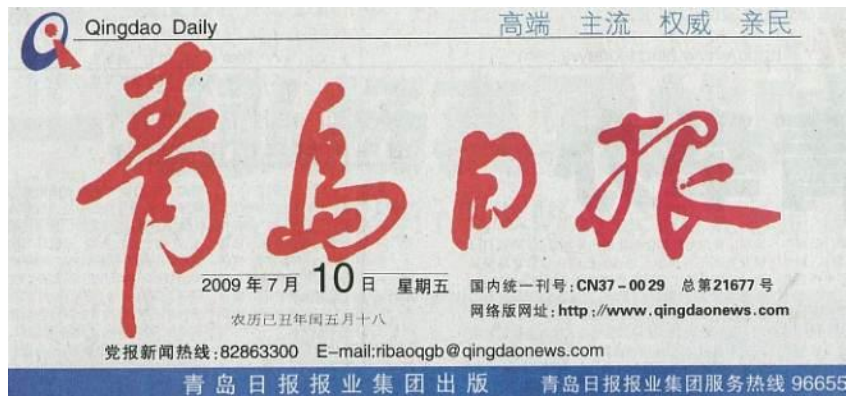 Qingdao Daily
高端 主流 权威 亲民
青岛日报
2009年7月10日 星期五
国内统一刊号:CN37-0029 总第21677号
农历己丑年闰五月十八
网络版网址:http://www.qingdaonews.com
党报新闻热线:82863300 E-mail:ribaoqgb@qingdaonews.com
青岛日报报业集团出版 青岛日报报业集团服务热线 96655